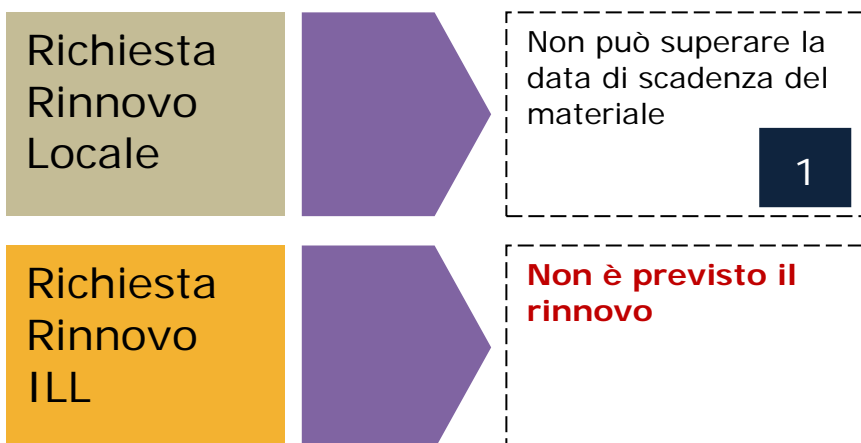 Richiesta
Rinnovo
Locale
Non può superare la
data di scadenza del
materiale
1
Richiesta
Rinnovo
ILL
Non è previsto il
rinnovo